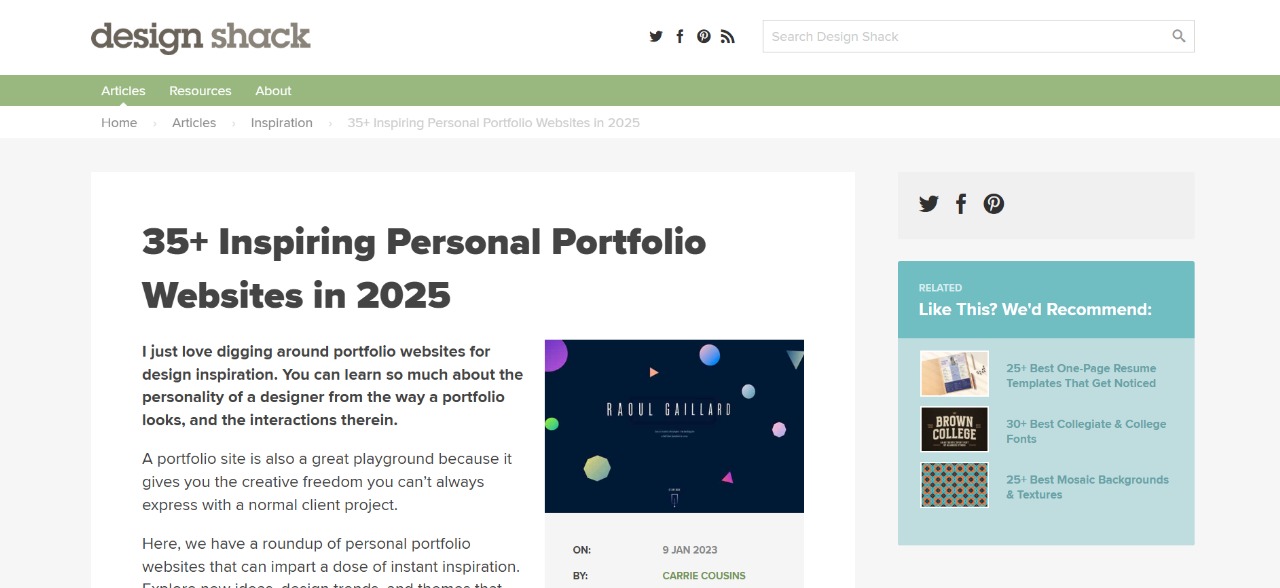 design shack
Search Design Shack
Articles Resources About
Home › Articles › Inspiration › 35+ Inspiring Personal Portfolio Websites in 2025
35+ Inspiring Personal Portfolio
Websites in 2025
I just love digging around portfolio websites for
design inspiration. You can learn so much about the
personality of a designer from the way a portfolio
looks, and the interactions therein.
A portfolio site is also a great playground because it
gives you the creative freedom you can't always
express with a normal client project.
Here, we have a roundup of personal portfolio
websites that can impart a dose of instant inspiration.
Explore new ideas, design trends, and themes that
RAOUL GAILLARD
ON: 9 JAN 2023
BY: CARRIE COUSINS
RELATED
Like This? We'd Recommend:
25+ Best One-Page Resume
Templates That Get Noticed
BROWN
COLLEGE
30+ Best Collegiate & College
Fonts
25+ Best Mosaic Backgrounds
& Textures